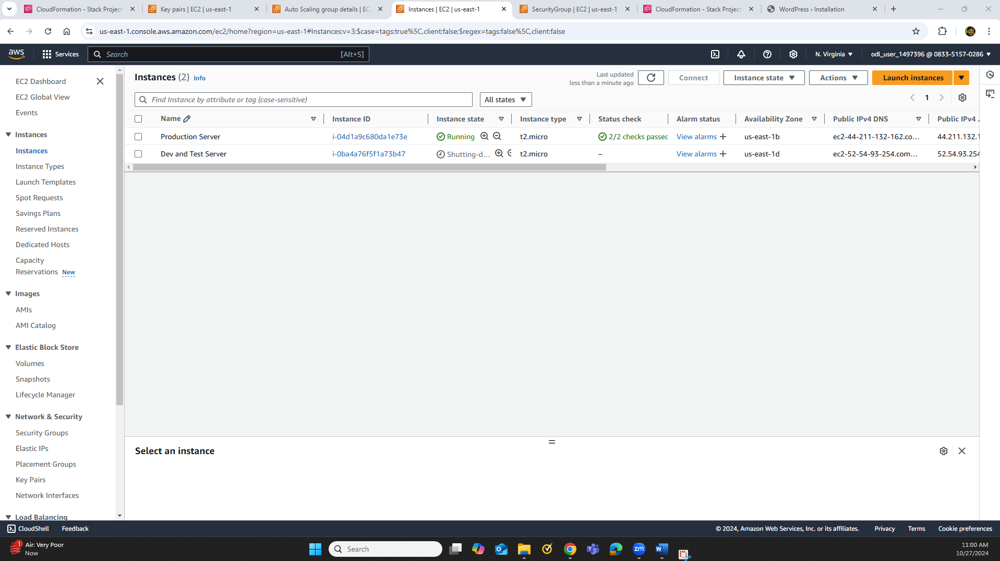 CloudFormation - Stack Project
Key pairs | EC2 | us-east-1
Auto Scaling group details | EC
Instances | EC2 | us-east-1
SecurityGroup | EC2 | us-east-1
CloudFormation - Stack Project
WordPress › Installation
us-east-1.console.aws.amazon.com/ec2/home?region=us-east-1#Instances:v=3;$case=tags:true%5C,client:false;$regex=tags:false%5C,client:false
aws Services Search [Alt+S] N. Virginia odl_user_1497396 @ 0833-5157-0286
EC2 Dashboard
EC2 Global View
Events
Instances
Instances
Instance Types
Launch Templates
Spot Requests
Savings Plans
Reserved Instances
Dedicated Hosts
Capacity
Reservations New
Images
AMIs
AMI Catalog
Elastic Block Store
Volumes
Snapshots
Lifecycle Manager
Network & Security
Security Groups
Elastic IPs
Placement Groups
Key Pairs
Network Interfaces
Load Balancing
Instances (2) Info
Last updated
less than a minute ago
Connect Instance state Actions Launch instances
Find Instance by attribute or tag (case-sensitive) All states 1
Name Instance ID Instance state Instance type Status check Alarm status Availability Zone Public IPv4 DNS Public IPv4 .
Production Server i-04d1a9c680da1e73e Running t2.micro 2/2 checks passed View alarms + us-east-1b ec2-44-211-132-162.co... 44.211.132.1
Dev and Test Server i-0ba4a76f5f1a73b47 Shutting-d... t2.micro – View alarms + us-east-1d ec2-52-54-93-254.com... 52.54.93.254
Select an instance
CloudShell Feedback © 2024, Amazon Web Services, Inc. or its affiliates. Privacy Terms Cookie preferences
1
Air: Very Poor
Now
Search
zm
11:00 AM
10/27/2024